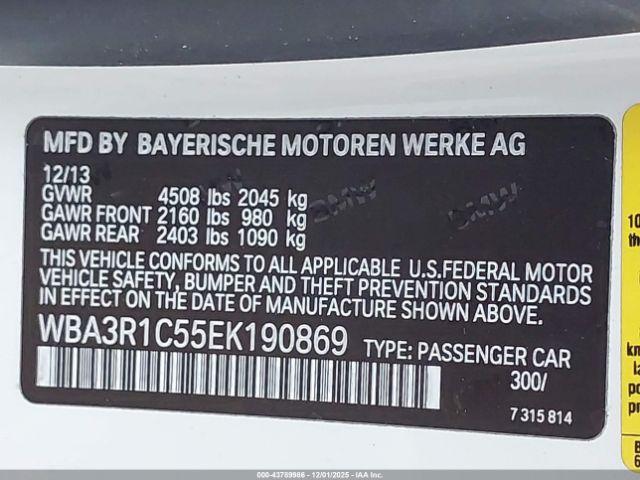 MFD BY BAYERISCHE MOTOREN WERKE AG
12/13
GVWR 4508 lbs 2045 kg
GAWR FRONT 2160 lbs 980 kg
GAWR REAR 2403 lbs 1090 kg
THIS VEHICLE CONFORMS TO ALL APPLICABLE U.S.FEDERAL MOTOR
VEHICLE SAFETY, BUMPER AND THEFT PREVENTION STANDARDS
IN EFFECT ON THE DATE OF MANUFACTURE SHOWN ABOVE.
WBA3R1C55EK190869 TYPE: PASSENGER CAR
300/
7 315 814
000-43789986 - 12/01/2025 - IAA Inc.